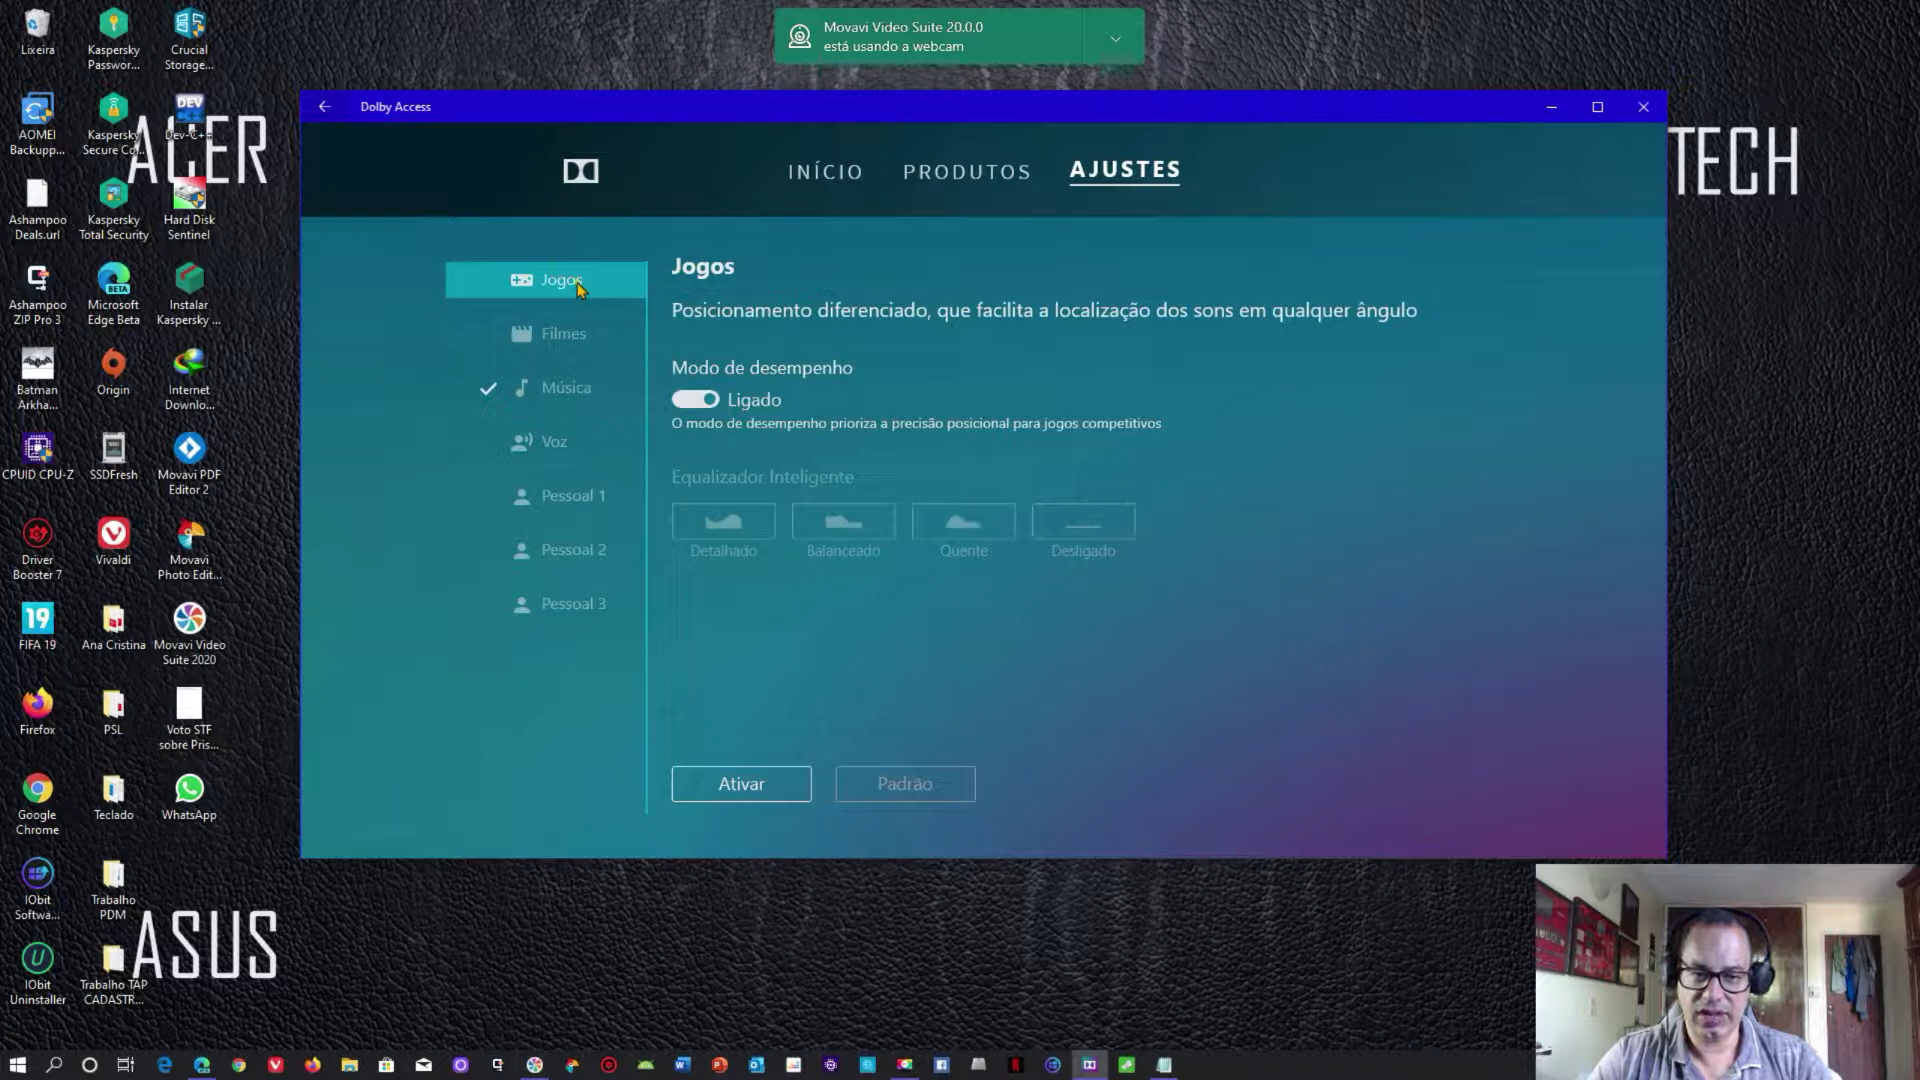 Movavi Video Suite 20.0.0
está usando a webcam
Lixeira
Kaspersky
Passwor...
Crucial
Storage...
AOMEI
Backupp...
Kaspersky
Secure Co...
DEV
Dev-C++
ACER
Ashampoo
Deals.url
Kaspersky
Total Security
Hard Disk
Sentinel
Ashampoo
ZIP Pro 3
BETA
Microsoft
Edge Beta
Instalar
Kaspersky ...
Batman
Arkha...
Origin
Internet
Downlo...
CPUID CPU-Z
SSD
SSDFresh
Movavi PDF
Editor 2
Driver
Booster 7
Vivaldi
Movavi
Photo Edit...
19
FIFA 19
Ana Cristina
Movavi Video
Suite 2020
Firefox
PSL
Voto STF
sobre Pris...
Google
Chrome
Teclado
WhatsApp
IObit
Softwa...
Trabalho
PDM
ASUS
IObit
Uninstaller
Trabalho TAP
CADASTR...
TECH
Dolby Access
INÍCIO
PRODUTOS
AJUSTES
Jogos
Filmes
Música
Voz
Pessoal 1
Pessoal 2
Pessoal 3
Jogos
Posicionamento diferenciado, que facilita a localização dos sons em qualquer ângulo
Modo de desempenho
Ligado
O modo de desempenho prioriza a precisão posicional para jogos competitivos
Equalizador Inteligente
Detalhado
Balanceado
Quente
Desligado
Ativar
Padrão